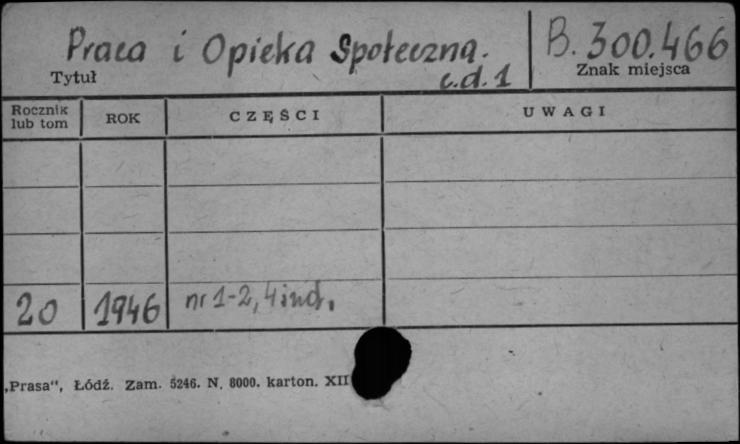 Praca i Opieka Społeczna. B.300.466
Tytuł c.d.1 Znak miejsca
Rocznik lub tom ROK CZĘŚCI UWAGI
20 1946 nr 1-2, 4 ind.
„Prasa", Łódź. Zam. 5246. N. 8000. karton. XII